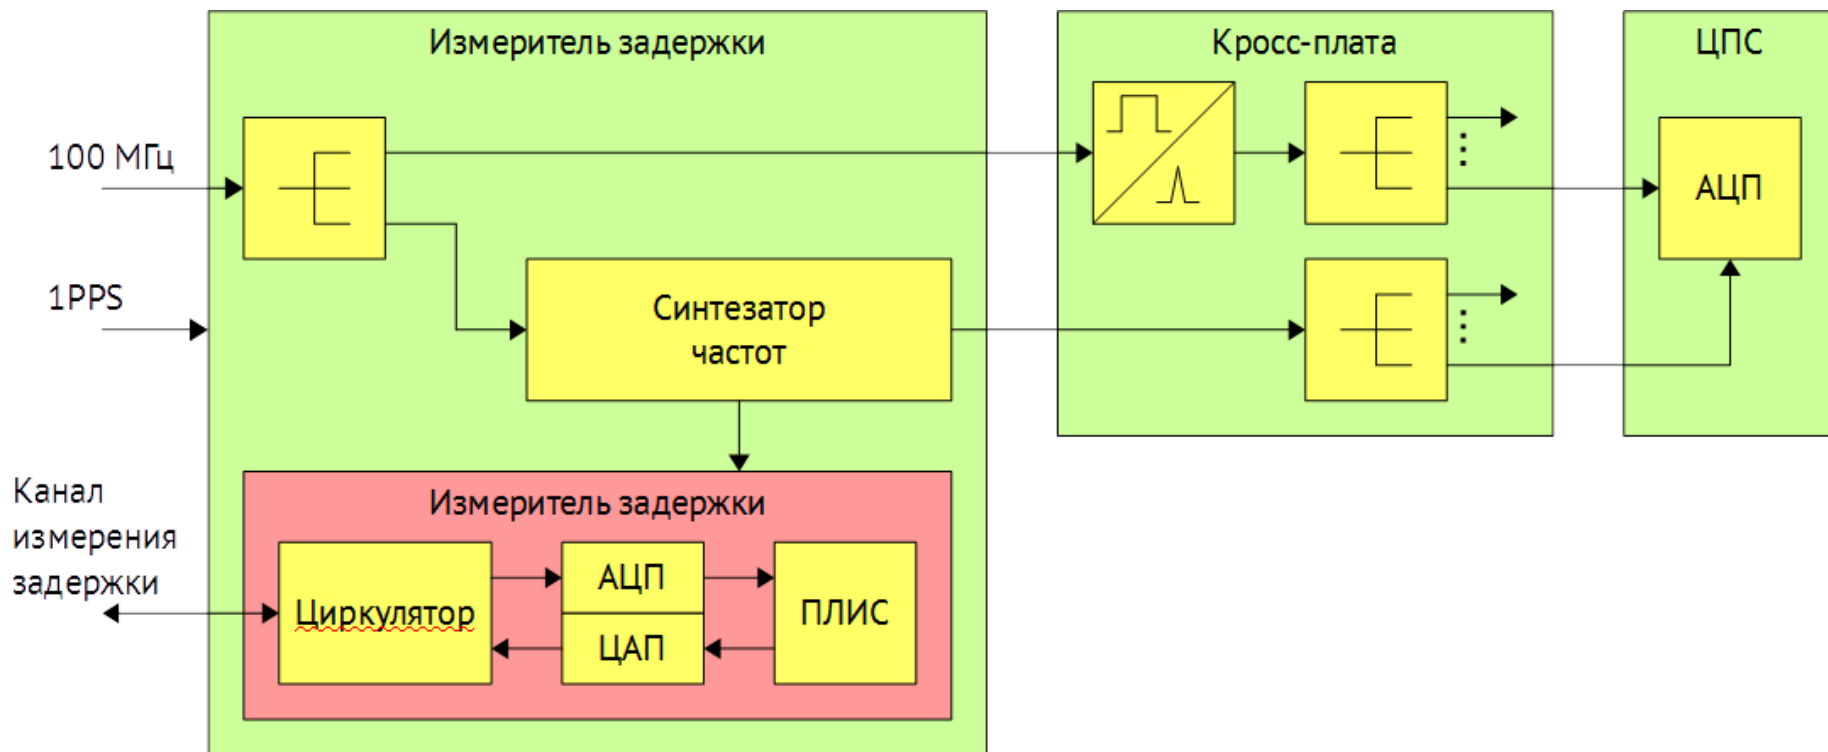 Измеритель задержки
Кросс-плата
ЦПС
100 МГц
АЦП
1PPS
Синтезатор
частот
Измеритель задержки
Канал
измерения
задержки
Циркулятор
АЦП
ЦАП
ПЛИС